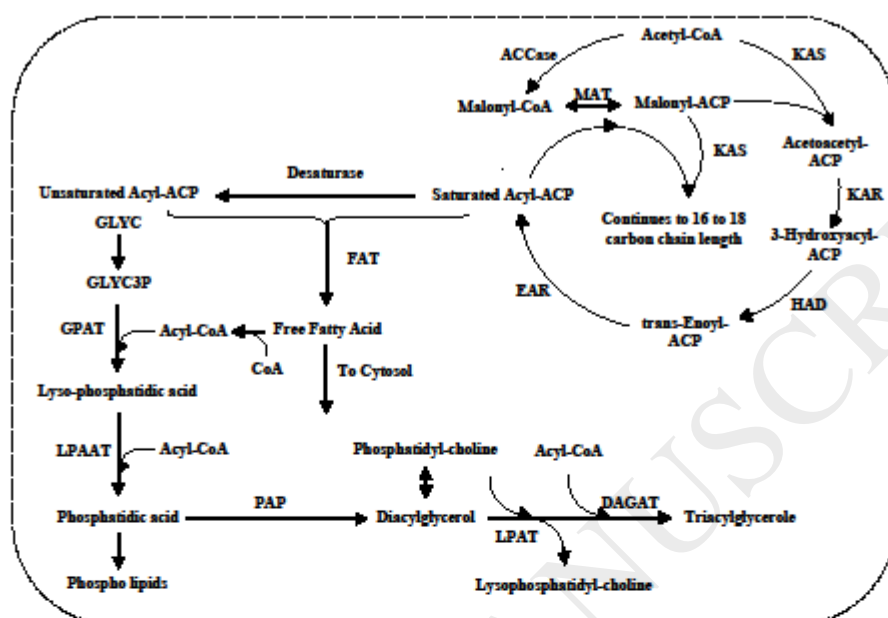 Acetyl-CoA
ACCase
KAS
Malonyl-CoA
MAT
Malonyl-ACP
Acetoacetyl-
ACP
KAS
Desaturase
Unsaturated Acyl-ACP
Saturated Acyl-ACP
KAR
GLYC
Continues to 16 to 18
carbon chain length
3-Hydroxyacyl-
ACP
FAT
GLYC3P
EAR
HAD
trans-Enoyl-
ACP
GPAT
Acyl-CoA
Free Fatty Acid
CoA
To Cytosol
Lyso-phosphatidic acid
LPAAT
Acyl-CoA
Phosphatidyl-choline
Acyl-CoA
PAP
DAGAT
Phosphatidic acid
Diacylglycerol
Triacylglycerole
LPAT
Phospho lipids
Lysophosphatidyl-choline
NUSCR